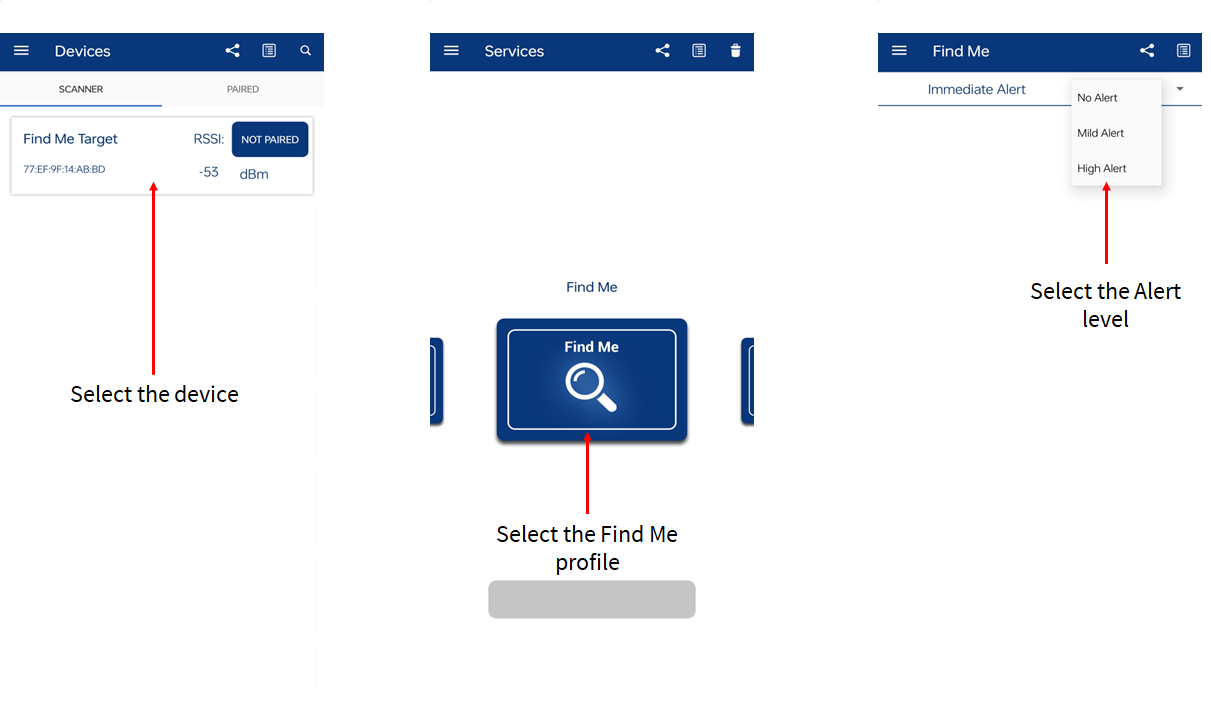 Devices
SCANNER
PAIRED
Find Me Target
RSSI:
NOT PAIRED
77:EF:9F:14:AB:BD
-53
dBm
Select the device
Services
Find Me
Find Me
Select the Find Me
profile
Find Me
Immediate Alert
No Alert
Mild Alert
High Alert
Select the Alert
level